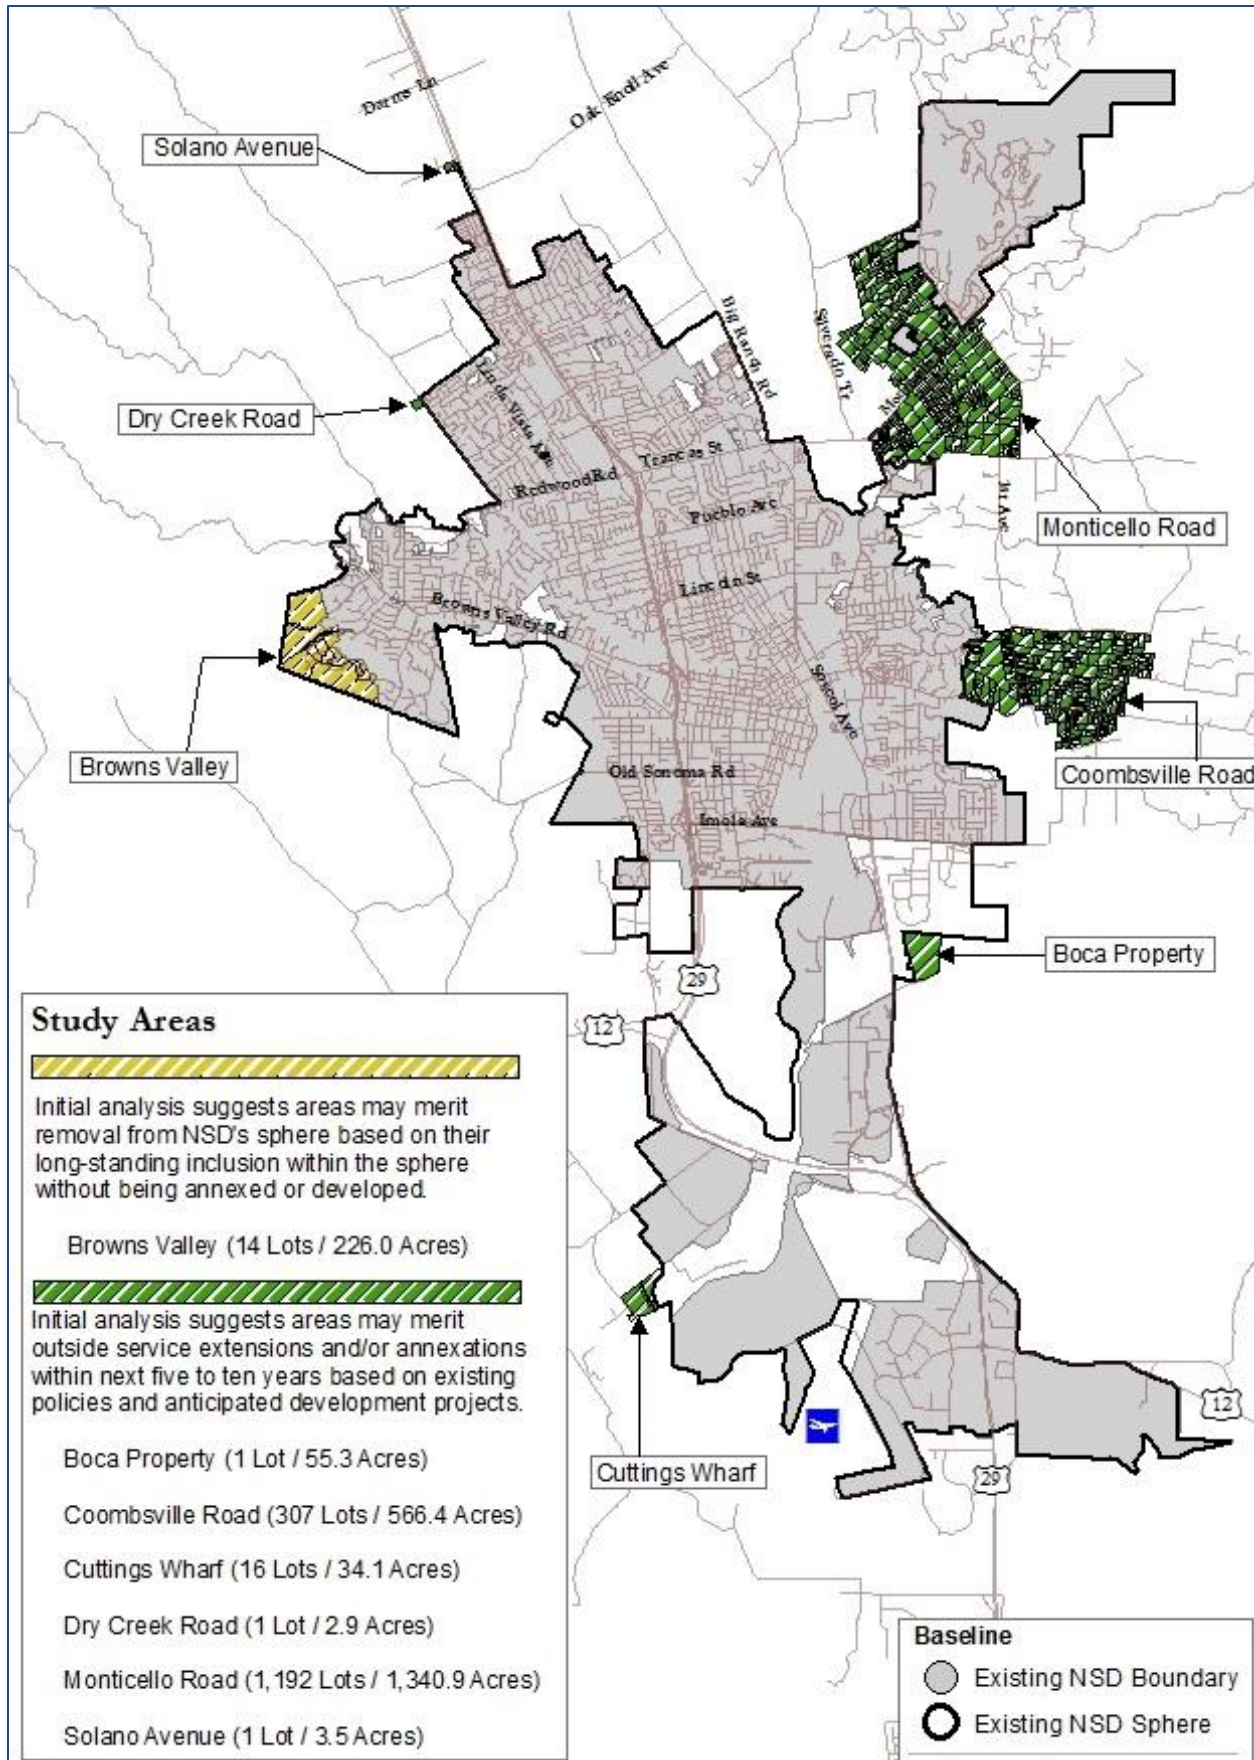 Darms Ln
Oak Knoll Ave
Solano Avenue
Big Ranch Rd
Silverado Tr
Linda Vista Ave
Dry Creek Road
Trancas St
Redwood Rd
Pueblo Ave
Monticello Road
Lincoln St
Browns Valley Rd
Soscol Ave
Browns Valley
Coombsville Road
Old Sonoma Rd
Imola Ave
Boca Property
29
12
Study Areas
Initial analysis suggests areas may merit
removal from NSD's sphere based on their
long-standing inclusion within the sphere
without being annexed or developed.
Browns Valley (14 Lots / 226.0 Acres)
Initial analysis suggests areas may merit
outside service extensions and/or annexations
within next five to ten years based on existing
policies and anticipated development projects.
Boca Property (1 Lot / 55.3 Acres)
Coombsville Road (307 Lots / 566.4 Acres)
Cuttings Wharf (16 Lots / 34.1 Acres)
Dry Creek Road (1 Lot / 2.9 Acres)
Monticello Road (1,192 Lots / 1,340.9 Acres)
Solano Avenue (1 Lot / 3.5 Acres)
12
Cuttings Wharf
29
Baseline
Existing NSD Boundary
Existing NSD Sphere